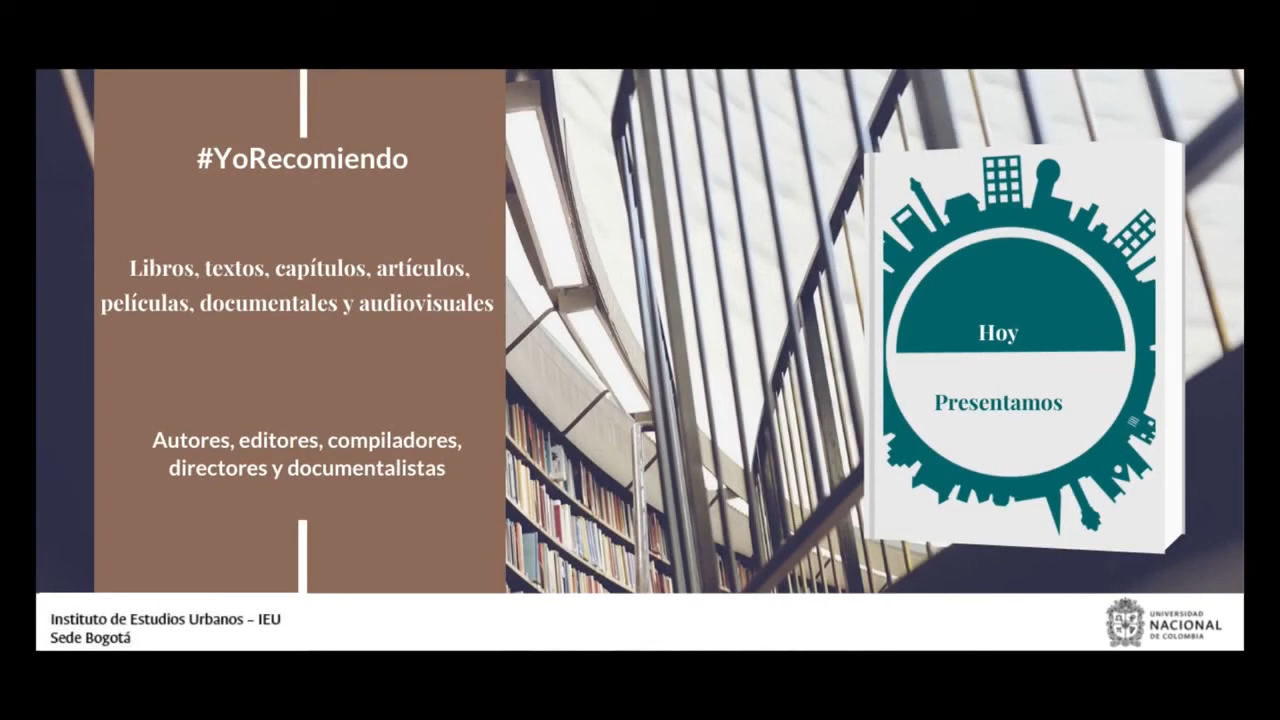 #YoRecomiendo
Libros, textos, capítulos, artículos,
películas, documentales y audiovisuales
Autores, editores, compiladores,
directores y documentalistas
Hoy
Presentamos
Instituto de Estudios Urbanos – IEU
Sede Bogotá
UNIVERSIDAD
NACIONAL
DE COLOMBIA